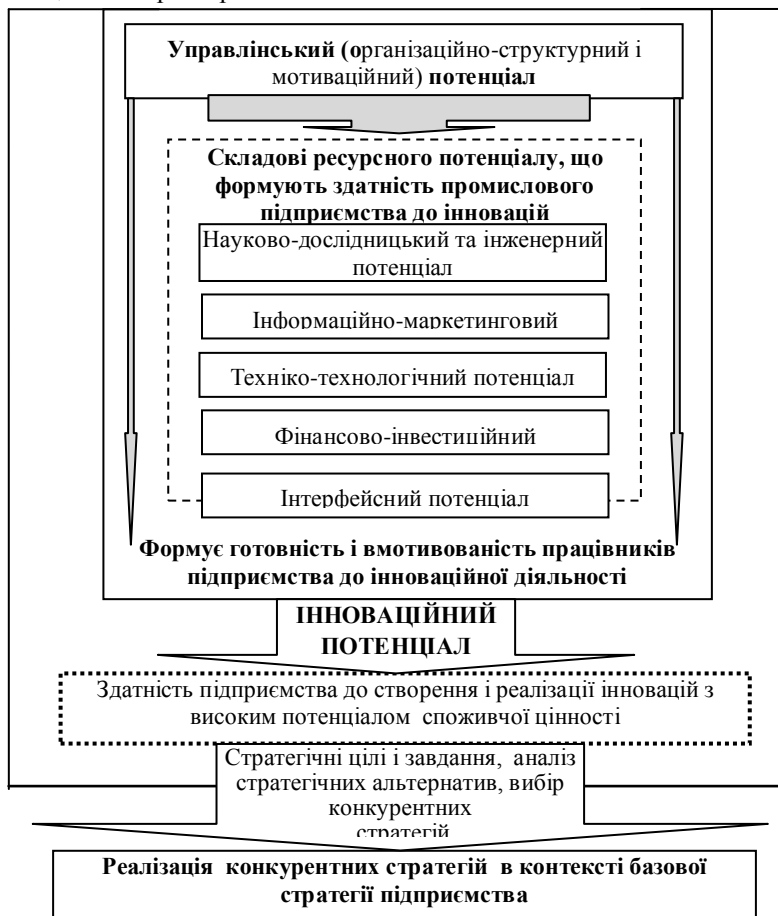 Управлінський (організаційно-структурний і
мотиваційний) потенціал
Складові ресурсного потенціалу, що
формують здатність промислового
підприємства до інновацій
Науково-дослідницький та інженерний
потенціал
Інформаційно-маркетинговий
Техніко-технологічний потенціал
Фінансово-інвестиційний
Інтерфейсний потенціал
Формує готовність і вмотивованість працівників
підприємства до інноваційної діяльності
ІННОВАЦІЙНИЙ
ПОТЕНЦІАЛ
Здатність підприємства до створення і реалізації інновацій з
високим потенціалом споживчої цінності
Стратегічні цілі і завдання, аналіз
стратегічних альтернатив, вибір
конкурентних
стратегій
Реалізація конкурентних стратегій в контексті базової
стратегії підприємства